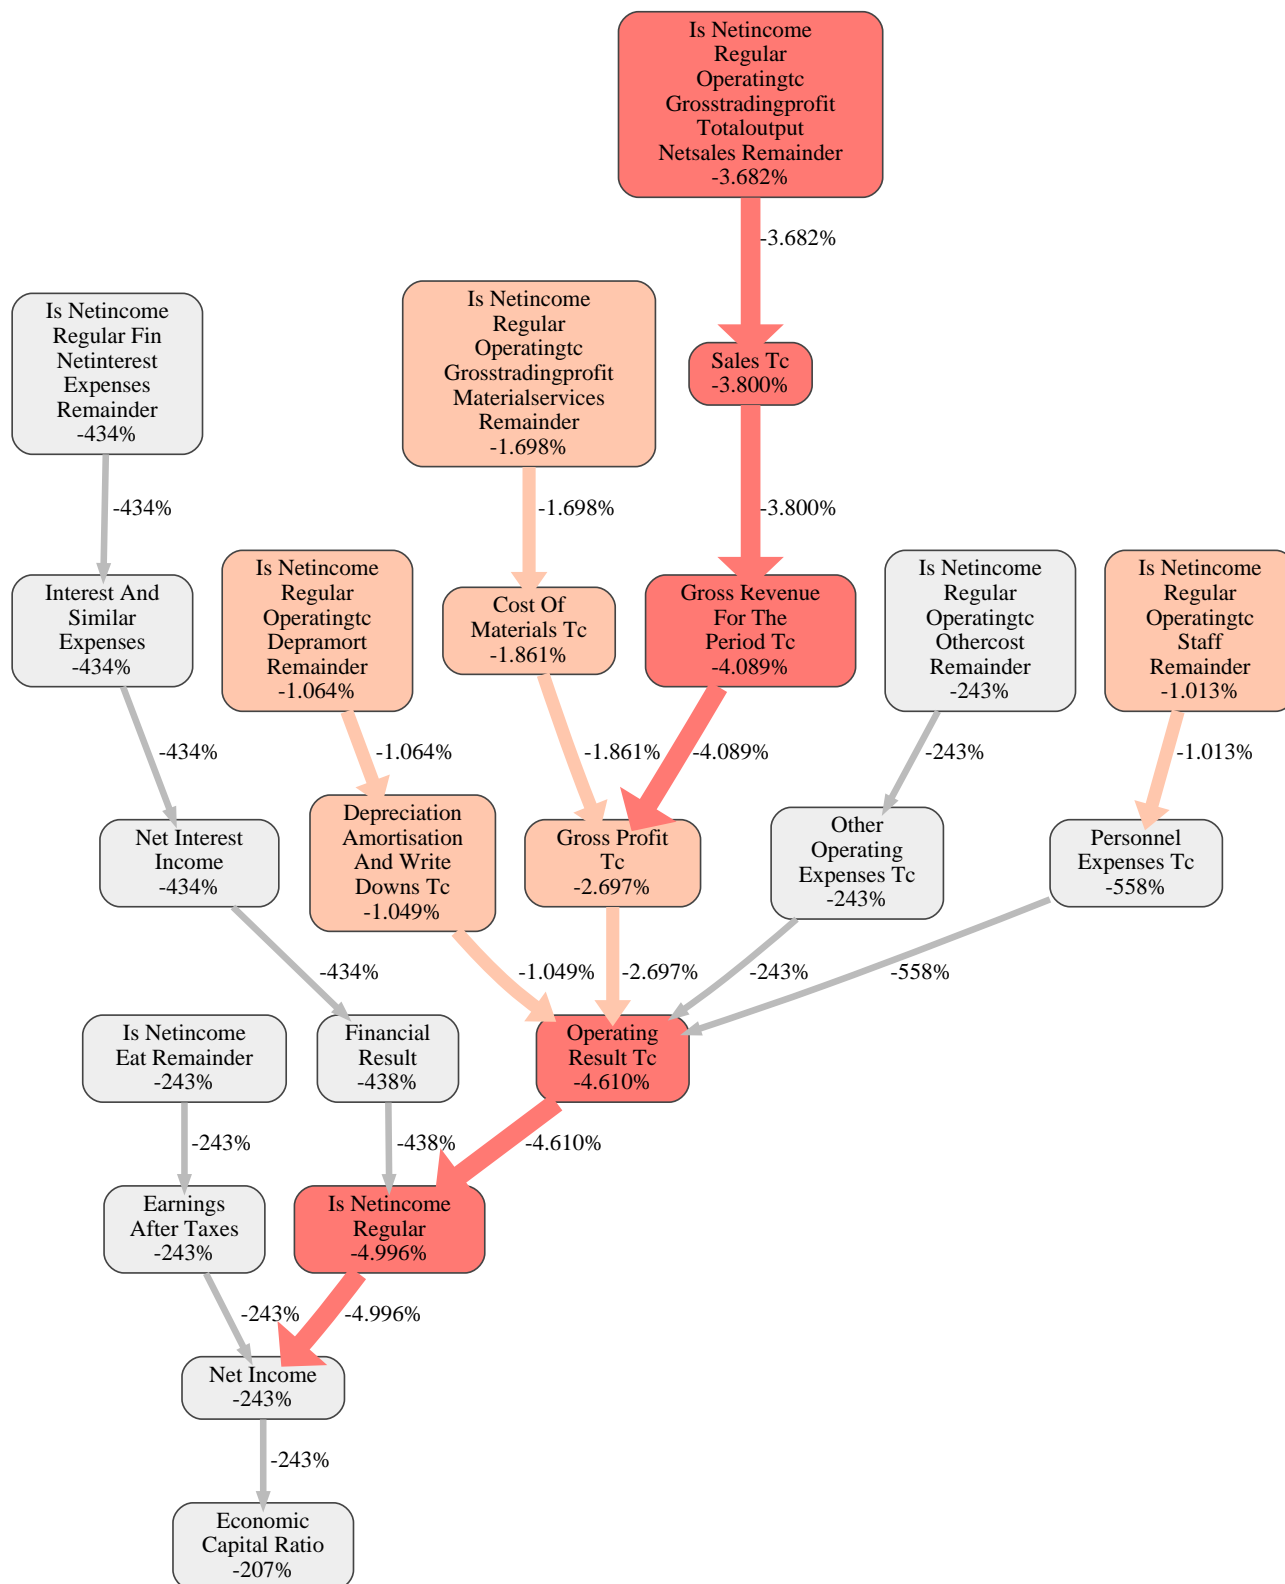 Is Netincome
Regular
Operatingtc
Grosstradingprofit
Totaloutput
Netsales Remainder
-3.682%
-3.682%
Is Netincome
Regular Fin
Netinterest
Expenses
Remainder
-434%
Is Netincome
Regular
Operatingtc
Grosstradingprofit
Materialservices
Remainder
-1.698%
Sales Tc
-3.800%
-434%
-1.698%
-3.800%
Interest And
Similar
Expenses
-434%
Is Netincome
Regular
Operatingtc
Depramort
Remainder
-1.064%
Cost Of
Materials Tc
-1.861%
Gross Revenue
For The
Period Tc
-4.089%
Is Netincome
Regular
Operatingtc
Othercost
Remainder
-243%
Is Netincome
Regular
Operatingtc
Staff
Remainder
-1.013%
-434%
-1.064%
-1.861%
-4.089%
-243%
-1.013%
Net Interest
Income
-434%
Depreciation
Amortisation
And Write
Downs Tc
-1.049%
Gross Profit
Tc
-2.697%
Other
Operating
Expenses Tc
-243%
Personnel
Expenses Tc
-558%
-434%
-1.049%
-2.697%
-243%
-558%
Is Netincome
Eat Remainder
-243%
Financial
Result
-438%
Operating
Result Tc
-4.610%
-243%
-438%
-4.610%
Earnings
After Taxes
-243%
Is Netincome
Regular
-4.996%
-243%
-4.996%
Net Income
-243%
-243%
Economic
Capital Ratio
-207%